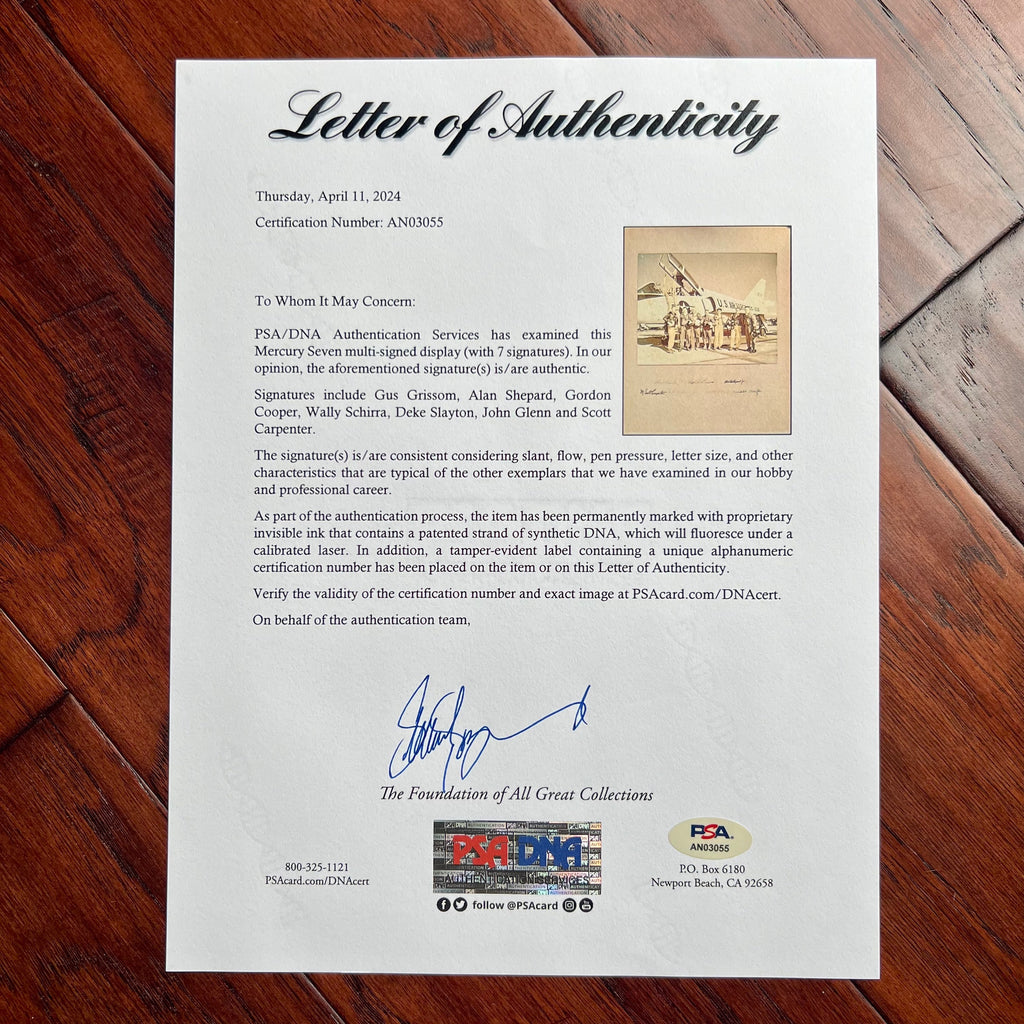 Letter of Authenticity
Thursday, April 11, 2024
Certification Number: AN03055
To Whom It May Concern:
PSA/DNA Authentication Services has examined this
Mercury Seven multi-signed display (with 7 signatures). In our
opinion, the aforementioned signature(s) is/are authentic.
Signatures include Gus Grissom, Alan Shepard, Gordon
Cooper, Wally Schirra, Deke Slayton, John Glenn and Scott
Carpenter.
U.S. AIR
The signature(s) is/are consistent considering slant, flow, pen pressure, letter size, and other
characteristics that are typical of the other exemplars that we have examined in our hobby
and professional career.
As part of the authentication process, the item has been permanently marked with proprietary
invisible ink that contains a patented strand of synthetic DNA, which will fluoresce under a
calibrated laser. In addition, a tamper-evident label containing a unique alphanumeric
certification number has been placed on the item or on this Letter of Authenticity.
Verify the validity of the certification number and exact image at PSAcard.com/DNAcert.
On behalf of the authentication team,
The Foundation of All Great Collections
800-325-1121
PSAcard.com/DNAcert
PSA DNA
AUTHENTICATION SERVICES
follow @PSAcard
PSA
AN03055
P.O. Box 6180
Newport Beach, CA 92658